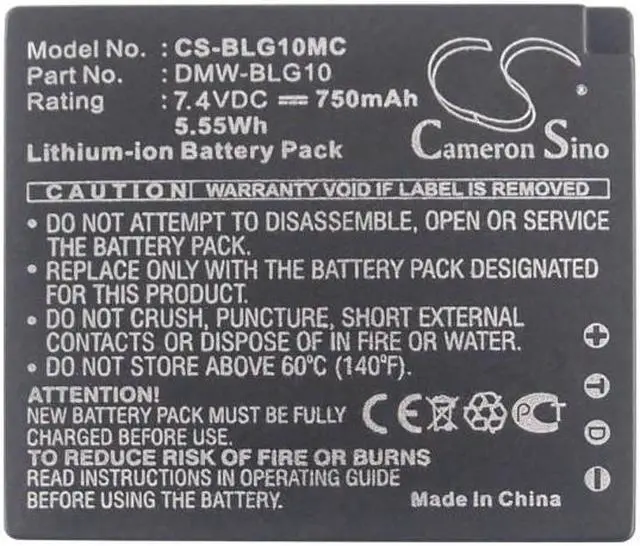 Model No. : CS-BLG10MC
Part No. : DMW-BLG10
Rating : 7.4VDC ⎓ 750mAh
5.55Wh
Lithium-ion Battery Pack
CS
Cameron Sino
CAUTION WARRANTY VOID IF LABEL IS REMOVED
• DO NOT ATTEMPT TO DISASSEMBLE, OPEN OR SERVICE
THE BATTERY PACK.
• REPLACE ONLY WITH THE BATTERY PACK DESIGNATED
FOR THIS PRODUCT.
• DO NOT CRUSH, PUNCTURE, SHORT EXTERNAL
CONTACTS OR DISPOSE OF IN FIRE OR WATER.
• DO NOT STORE ABOVE 60°C (140°F).
ATTENTION!
NEW BATTERY PACK MUST BE FULLY
CHARGED BEFORE USE.
TO REDUCE RISK OF FIRE OR BURNS
READ INSTRUCTIONS IN OPERATING GUIDE
BEFORE USING THE BATTERY.
CE PCT
+
T
D
-
Made in China